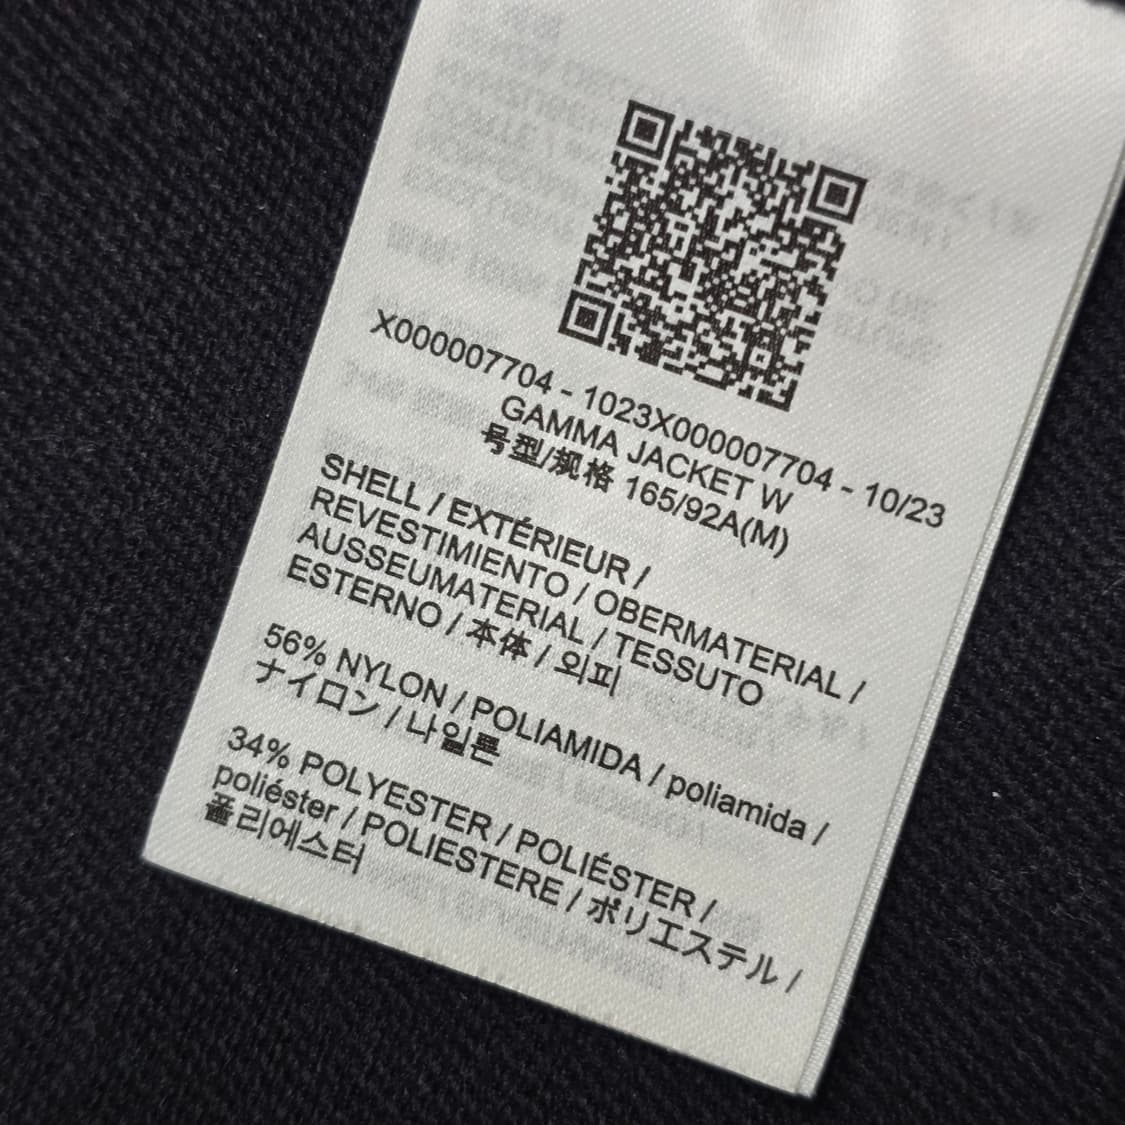 X000007704 - 1023X000007704 - 10/23
GAMMA JACKET W
号型/规格 165/92A(M)
SHELL / EXTÉRIEUR /
REVESTIMIENTO / OBERMATERIAL /
AUSSEUMATERIAL / TESSUTO
ESTERNO / 本体 / 외피
56% NYLON / POLIAMIDA / poliamida /
ナイロン / 나일론
34% POLYESTER / POLIÉSTER /
poliéster / POLIESTERE / ポリエステル /
폴리에스터